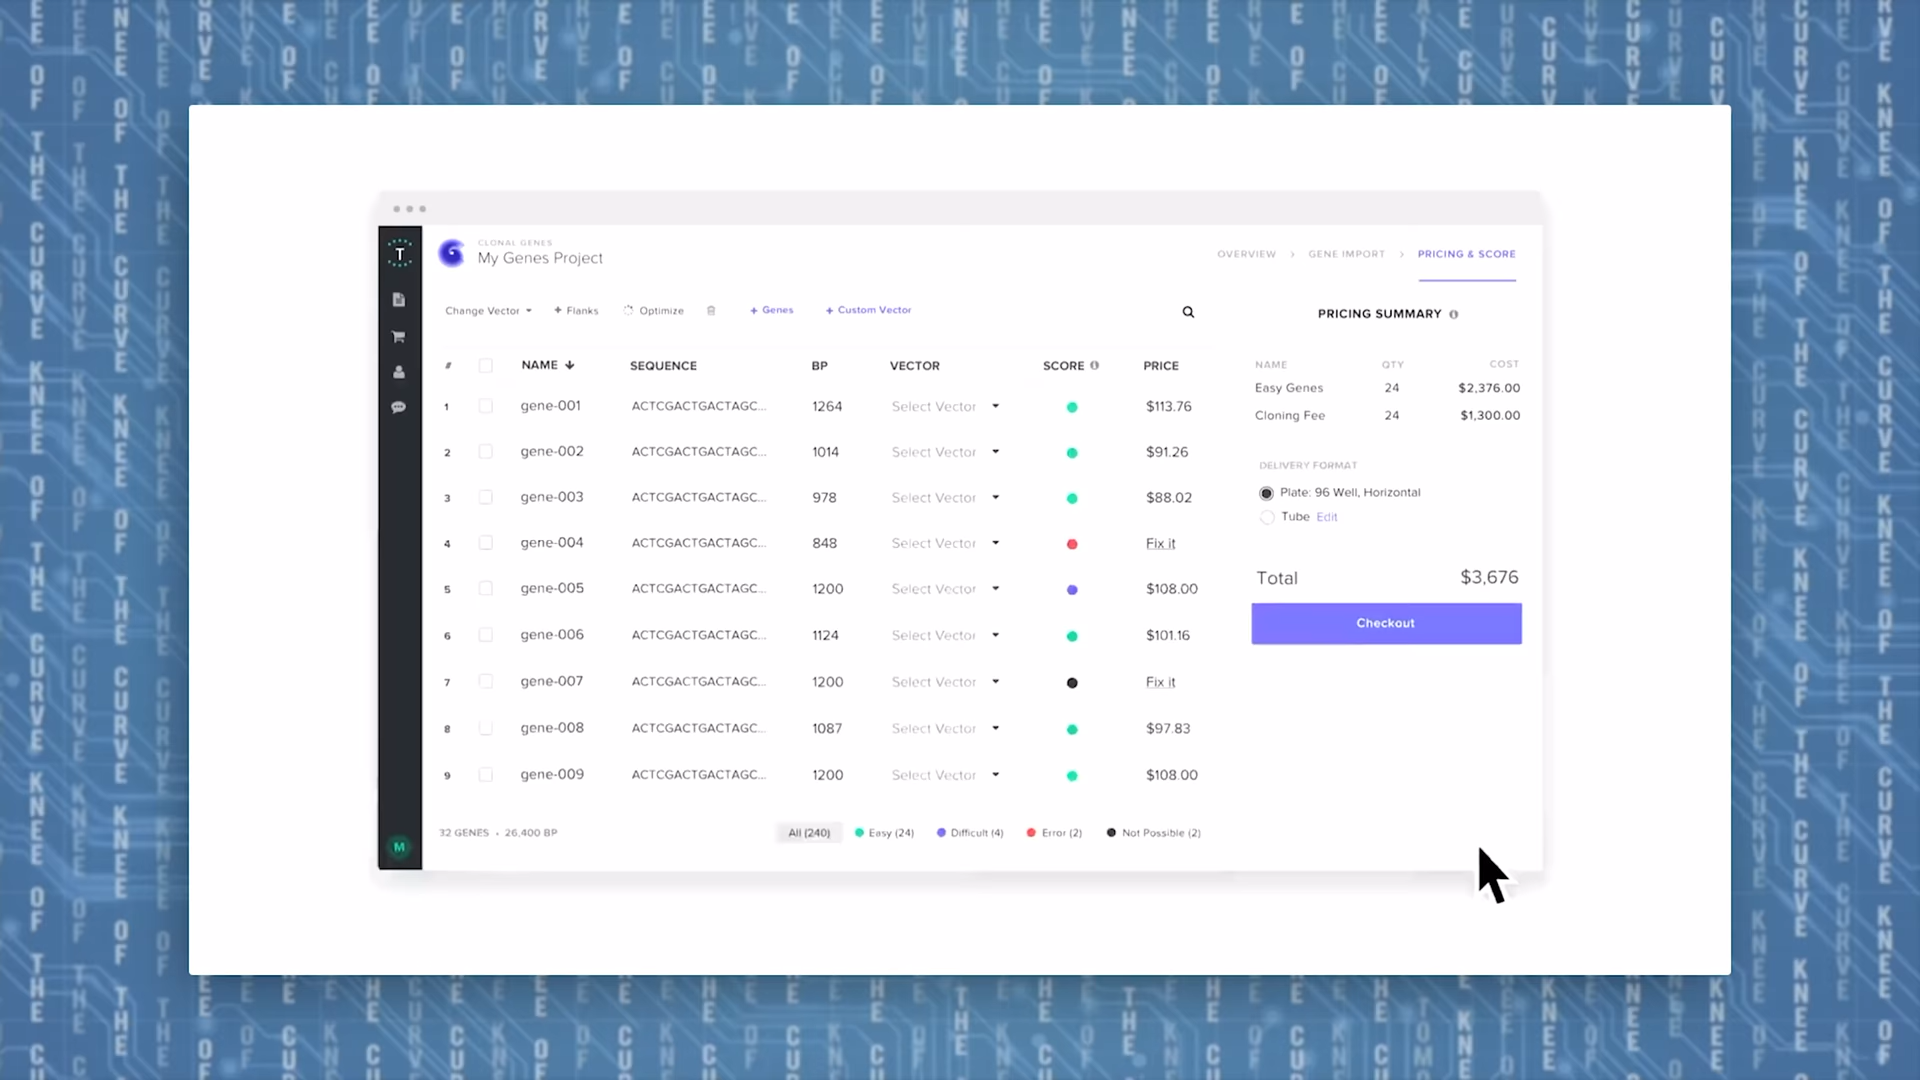 CLONAL GENES
My Genes Project
OVERVIEW > GENE IMPORT > PRICING & SCORE
T
Change Vector + Flanks Optimize + Genes + Custom Vector
PRICING SUMMARY
# NAME SEQUENCE BP VECTOR SCORE PRICE
1 gene-001 ACTCGACTGACTAGC... 1264 Select Vector $113.76
2 gene-002 ACTCGACTGACTAGC... 1014 Select Vector $91.26
3 gene-003 ACTCGACTGACTAGC... 978 Select Vector $88.02
4 gene-004 ACTCGACTGACTAGC... 848 Select Vector Fix it
5 gene-005 ACTCGACTGACTAGC... 1200 Select Vector $108.00
6 gene-006 ACTCGACTGACTAGC... 1124 Select Vector $101.16
7 gene-007 ACTCGACTGACTAGC... 1200 Select Vector Fix it
8 gene-008 ACTCGACTGACTAGC... 1087 Select Vector $97.83
9 gene-009 ACTCGACTGACTAGC... 1200 Select Vector $108.00
NAME QTY COST
Easy Genes 24 $2,376.00
Cloning Fee 24 $1,300.00
DELIVERY FORMAT
Plate: 96 Well, Horizontal
Tube Edit
Total $3,676
Checkout
M
32 GENES • 26,400 BP
All (240) Easy (24) Difficult (4) Error (2) Not Possible (2)
KNEE OF THE CURVE